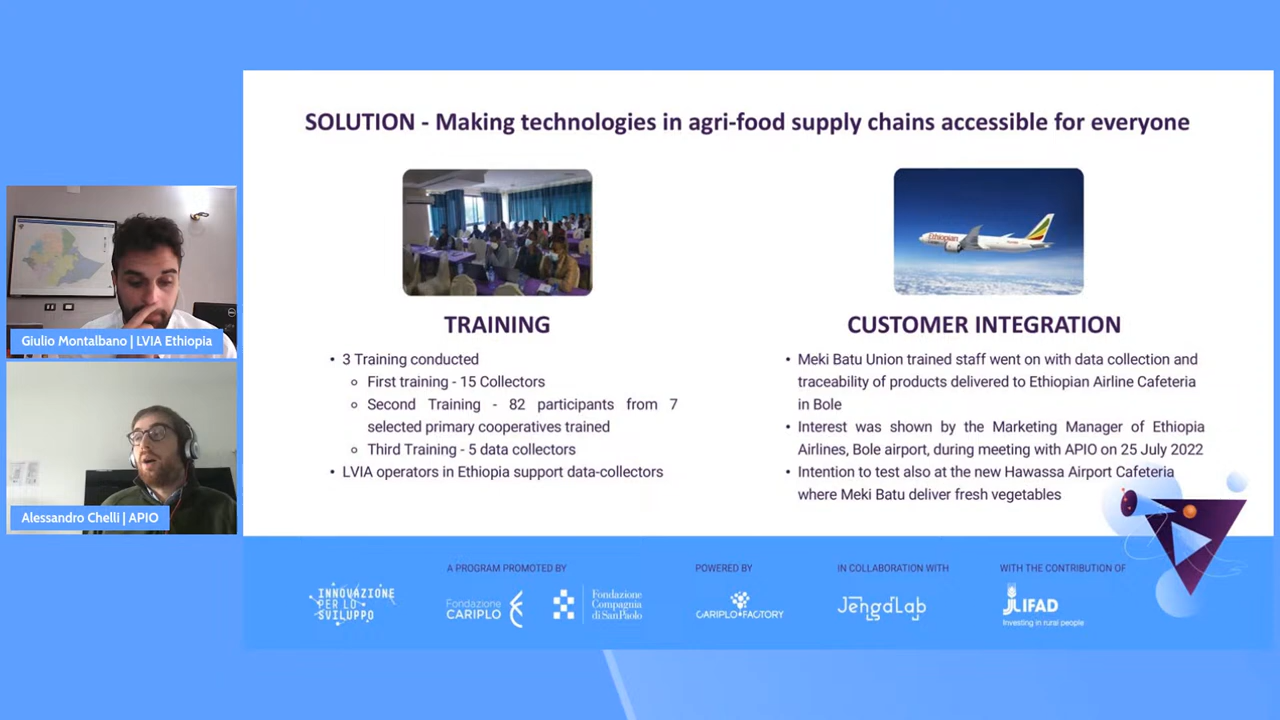 SOLUTION - Making technologies in agri-food supply chains accessible for everyone
Ethiopian
TRAINING
• 3 Training conducted
First training - 15 Collectors
Second Training - 82 participants from 7
selected primary cooperatives trained
Third Training - 5 data collectors
• LVIA operators in Ethiopia support data-collectors
CUSTOMER INTEGRATION
• Meki Batu Union trained staff went on with data collection and
traceability of products delivered to Ethiopian Airline Cafeteria
in Bole
• Interest was shown by the Marketing Manager of Ethiopia
Airlines, Bole airport, during meeting with APIO on 25 July 2022
• Intention to test also at the new Hawassa Airport Cafeteria
where Meki Batu deliver fresh vegetables
Giulio Montalbano | LVIA Ethiopia
Alessandro Chelli | APIO
INNOVAZIONE
PER LO
SVILUPPO
A PROGRAM PROMOTED BY
Fondazione
CARIPLO
Fondazione
Compagnia
di SanPaolo
POWERED BY
CARIPLO FACTORY
IN COLLABORATION WITH
JengaLab
WITH THE CONTRIBUTION OF
JLIFAD
Investing in rural people